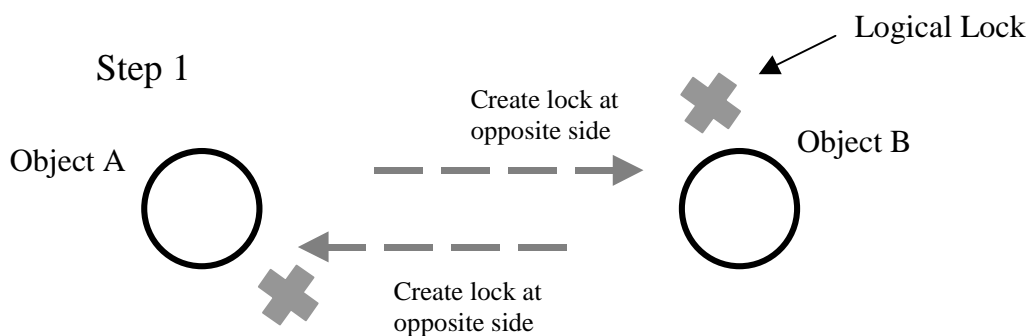 Logical Lock
Step 1
Create lock at
opposite side
Object B
Object A
Create lock at
opposite side